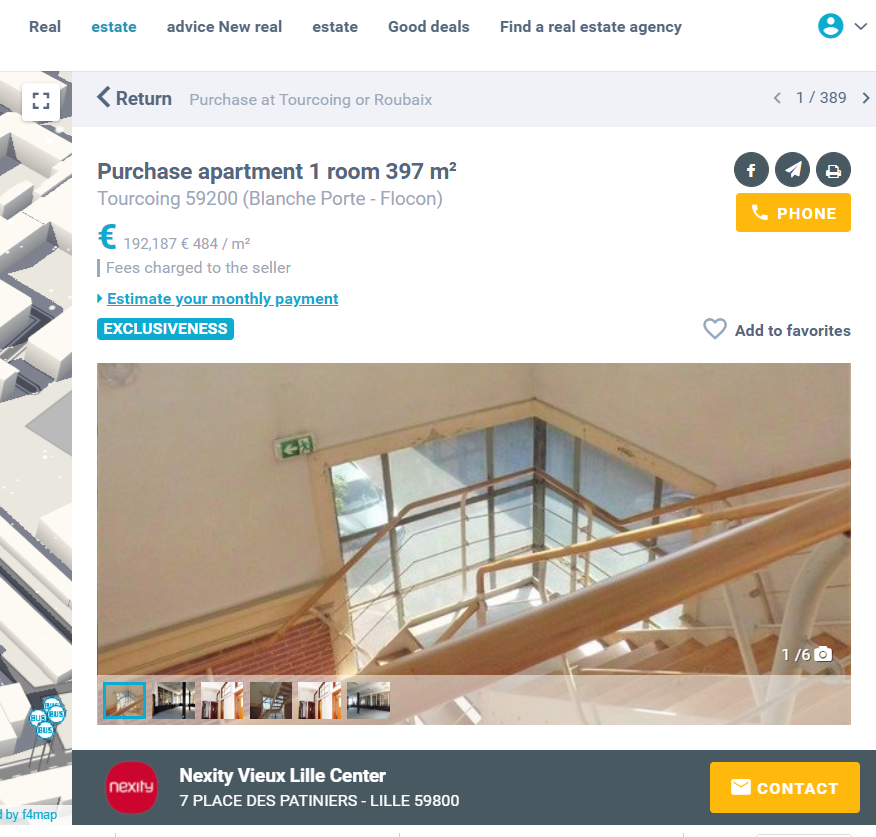 Real estate advice New real estate Good deals Find a real estate agency
Return Purchase at Tourcoing or Roubaix 1 / 389
Purchase apartment 1 room 397 m²
Tourcoing 59200 (Blanche Porte - Flocon)
PHONE
€ 192,187 € 484 / m²
Fees charged to the seller
Estimate your monthly payment
EXCLUSIVENESS
Add to favorites
1 /6
BUS
BUS
BUS
BUS
nexity
Nexity Vieux Lille Center
7 PLACE DES PATINIERS - LILLE 59800
CONTACT
d by f4map